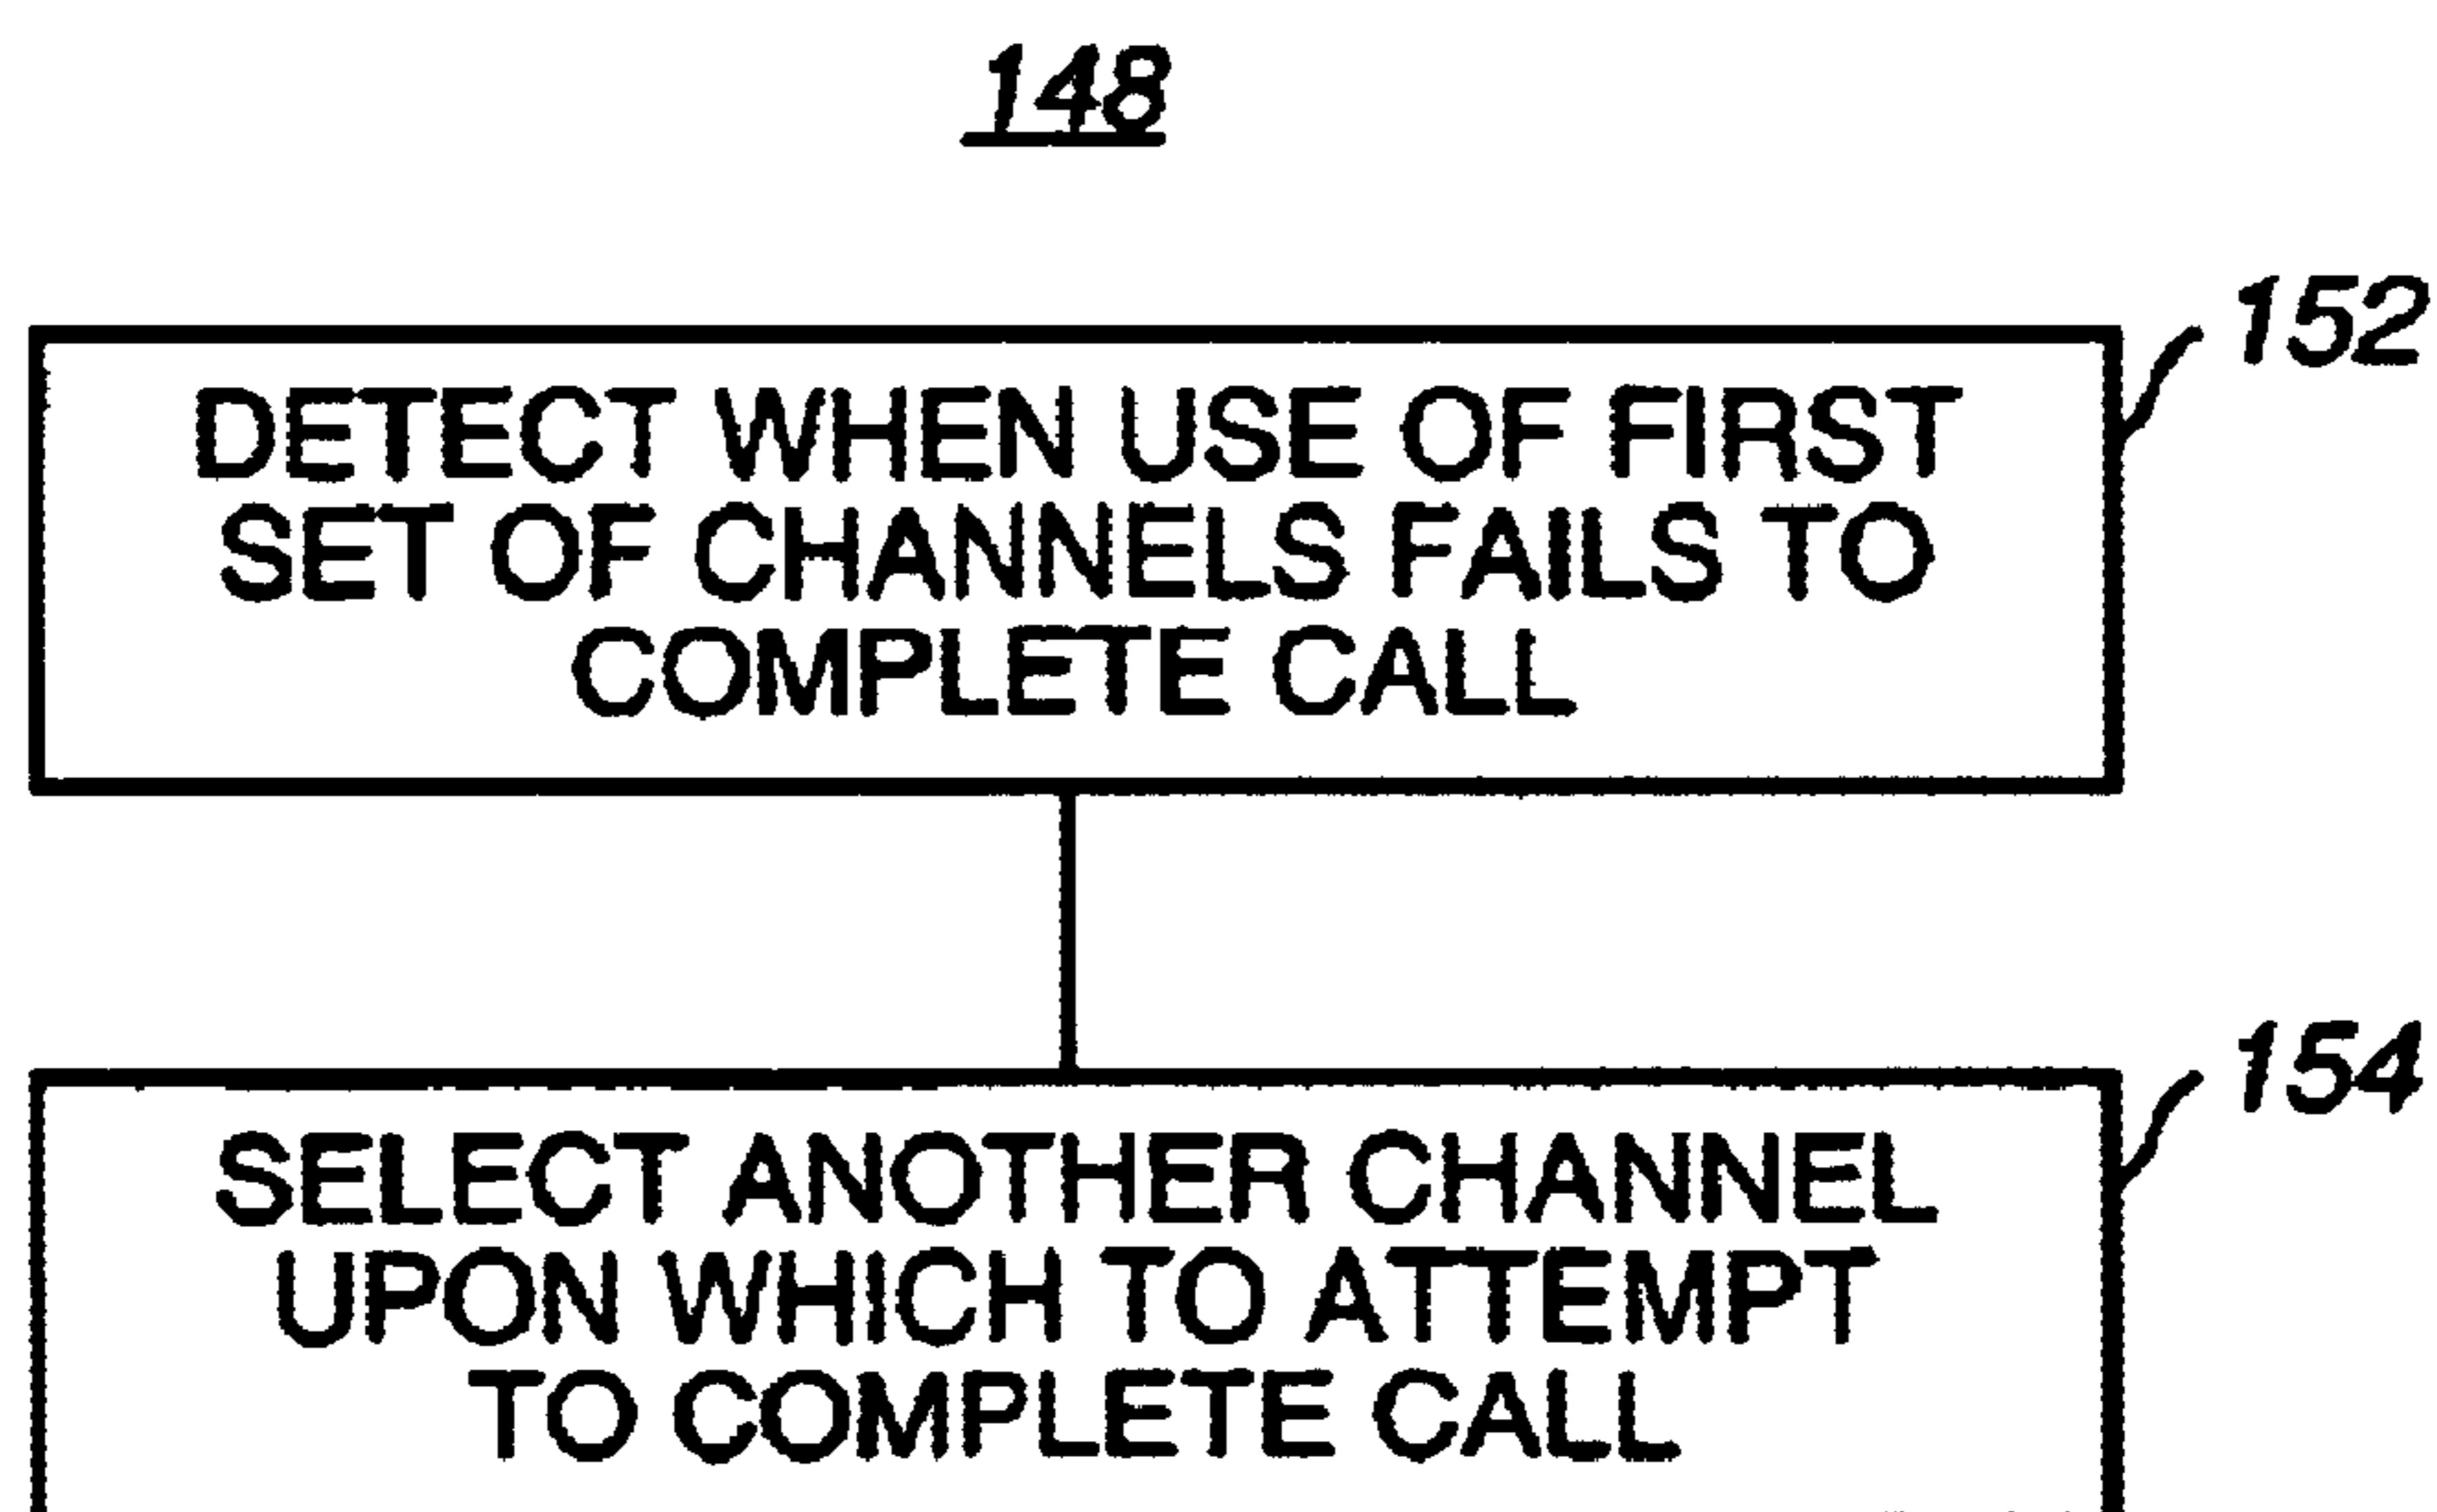 148
152
DETECT WHEN USE OF FIRST
SET OF CHANNELS FAILS TO
COMPLETE CALL
154
SELECT ANOTHER CHANNEL
UPON WHICH TO ATTEMPT
TO COMPLETE CALL